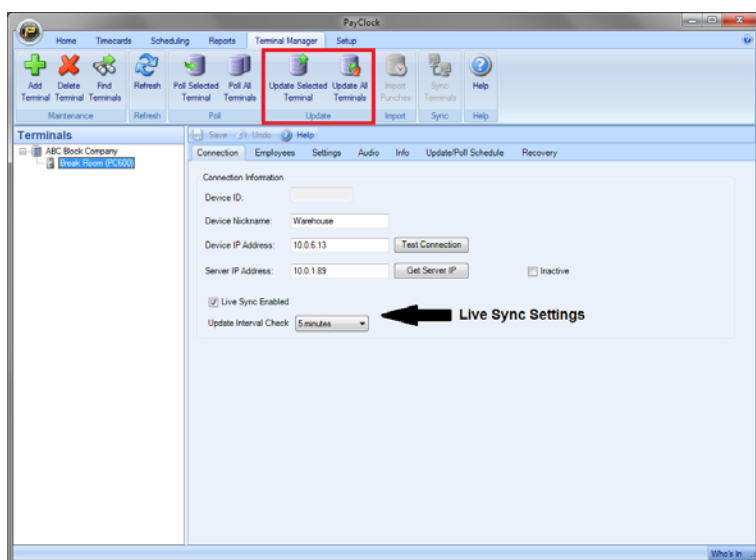 PayClock
Home Timecards Scheduling Reports Terminal Manager Setup
Add Terminal
Delete Terminal
Find Terminals
Refresh
Poll Selected Terminal
Poll All Terminals
Update Selected Terminal
Update All Terminals
Import Punches
Sync Terminals
Help
Maintenance Refresh Poll Update Import Sync Help
Terminals
ABC Block Company
Break Room (PC600)
Save Undo Help
Connection Employees Settings Audio Info Update/Poll Schedule Recovery
Connection Information
Device ID:
Device Nickname: Warehouse
Device IP Address: 10.0.6.13 Test Connection
Server IP Address: 10.0.1.89 Get Server IP Inactive
Live Sync Enabled
Update Interval Check 5 minutes
Live Sync Settings
Who's In...